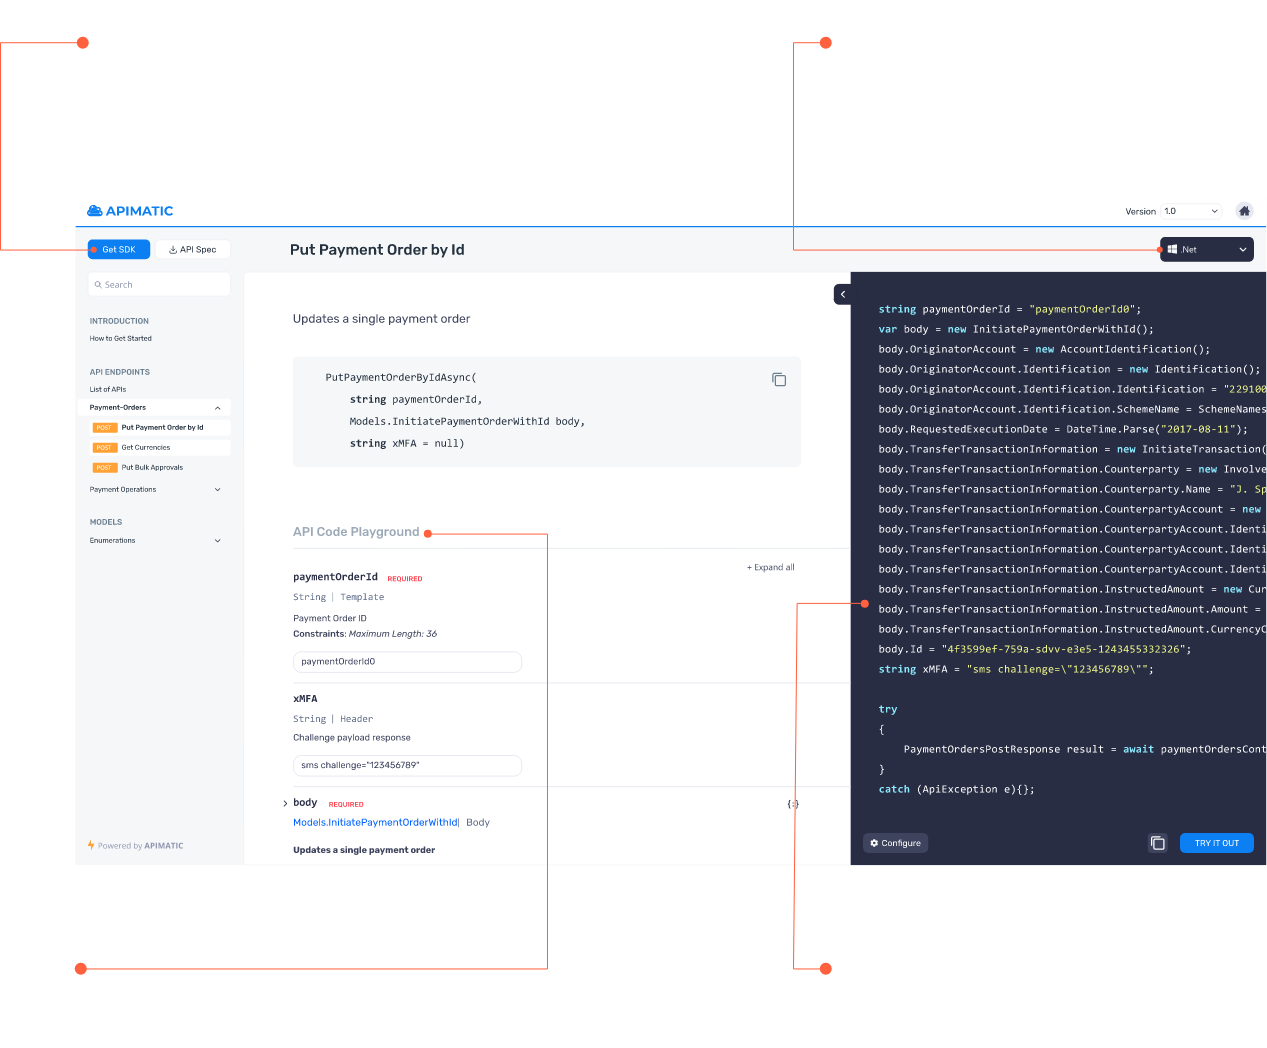 APIMATIC
Version 1.0
Get SDK
API Spec
Put Payment Order by Id
.Net
Search
INTRODUCTION
How to Get Started
API ENDPOINTS
List of APIs
Payment-Orders
POST Put Payment Order by Id
POST Get Currencies
POST Put Bulk Approvals
Payment Operations
MODELS
Enumerations
Powered by APIMATIC
Updates a single payment order
PutPaymentOrderByIdAsync(
string paymentOrderId,
Models.InitiatePaymentOrderWithId body,
string xMFA = null)
API Code Playground
+ Expand all
paymentOrderId REQUIRED
String | Template
Payment Order ID
Constraints: Maximum Length: 36
paymentOrderId0
xMFA
String | Header
Challenge payload response
sms challenge="123456789"
body REQUIRED
Models.InitiatePaymentOrderWithId| Body
Updates a single payment order
string paymentOrderId = "paymentOrderId0";
var body = new InitiatePaymentOrderWithId();
body.OriginatorAccount = new AccountIdentification();
body.OriginatorAccount.Identification = new Identification();
body.OriginatorAccount.Identification.Identification = "229100
body.OriginatorAccount.Identification.SchemeName = SchemeNames
body.RequestedExecutionDate = DateTime.Parse("2017-08-11");
body.TransferTransactionInformation = new InitiateTransaction(
body.TransferTransactionInformation.Counterparty = new Involve
body.TransferTransactionInformation.Counterparty.Name = "J. Sp
body.TransferTransactionInformation.CounterpartyAccount = new
body.TransferTransactionInformation.CounterpartyAccount.Identi
body.TransferTransactionInformation.CounterpartyAccount.Identi
body.TransferTransactionInformation.CounterpartyAccount.Identi
body.TransferTransactionInformation.InstructedAmount = new Cur
body.TransferTransactionInformation.InstructedAmount.Amount =
body.TransferTransactionInformation.InstructedAmount.CurrencyC
body.Id = "4f3599ef-759a-sdvv-e3e5-1243455332326";
string xMFA = "sms challenge=\"123456789\"";
try
{
PaymentOrdersPostResponse result = await paymentOrdersCont
}
catch (ApiException e){};
Configure
TRY IT OUT